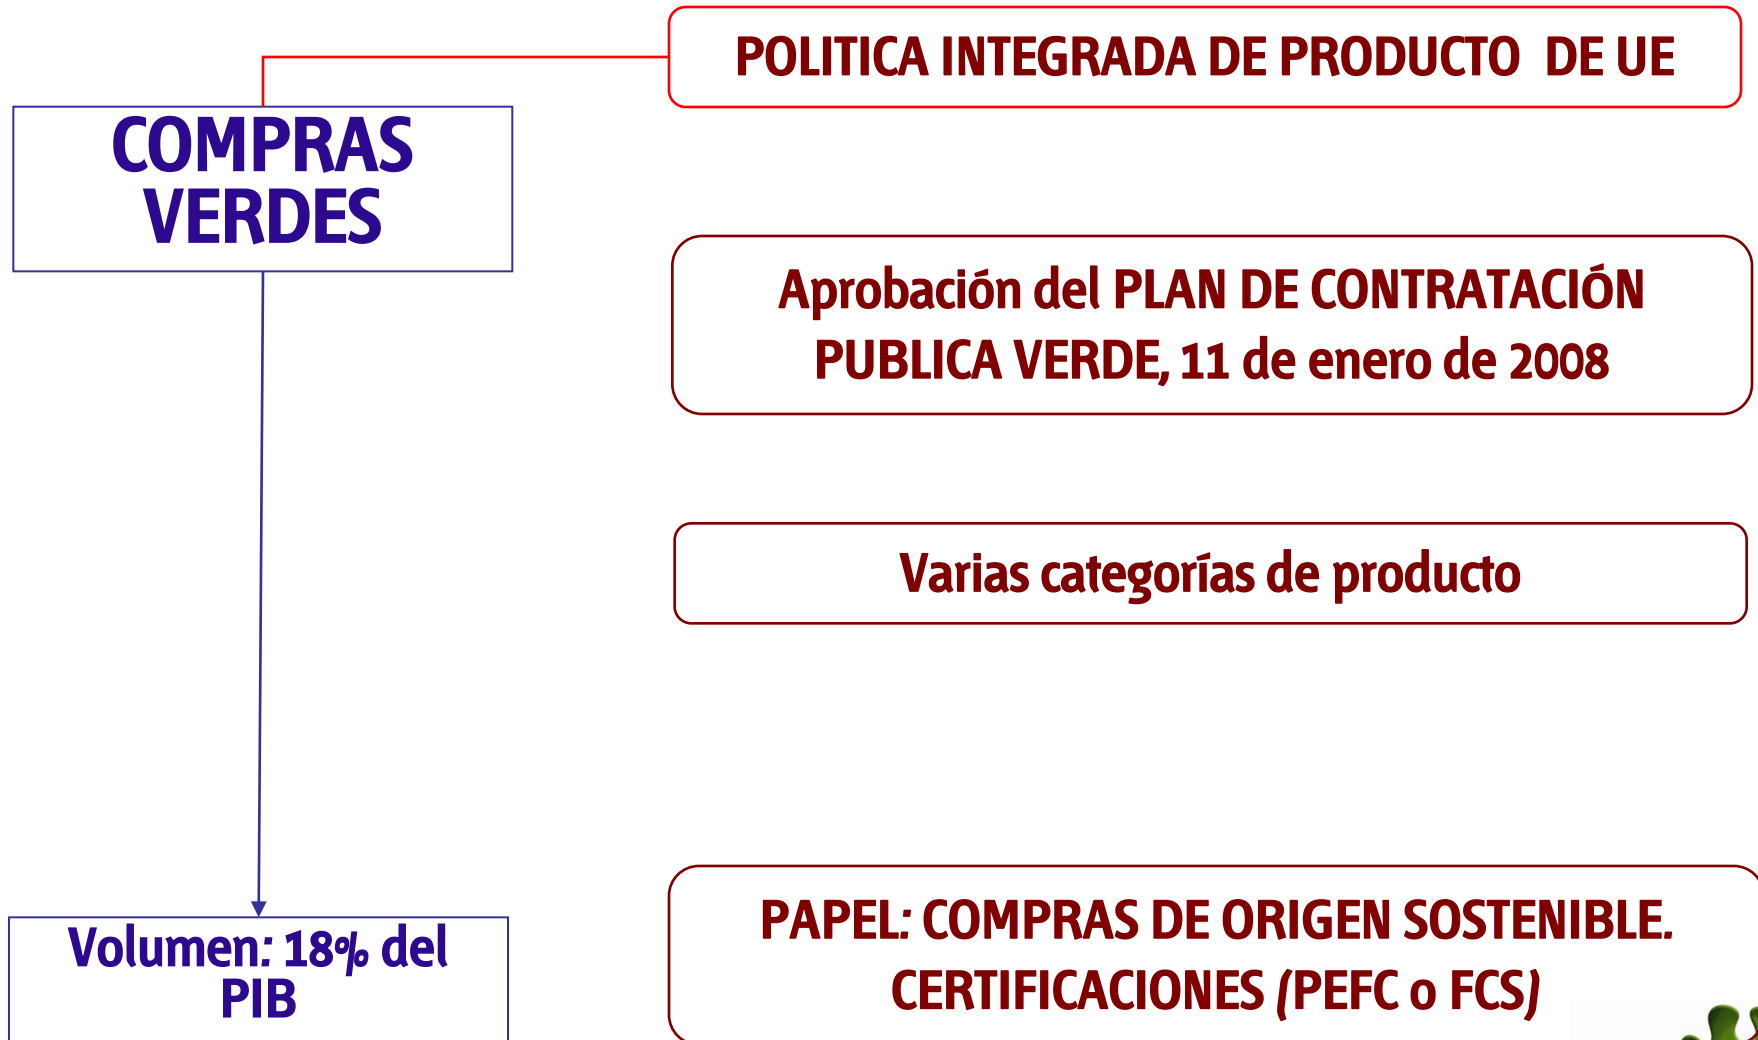 POLITICA INTEGRADA DE PRODUCTO DE UE
COMPRAS
VERDES
Aprobación del PLAN DE CONTRATACIÓN
PUBLICA VERDE, 11 de enero de 2008
Varias categorías de producto
Volumen: 18% del
PIB
PAPEL: COMPRAS DE ORIGEN SOSTENIBLE.
CERTIFICACIONES (PEFC o FCS)